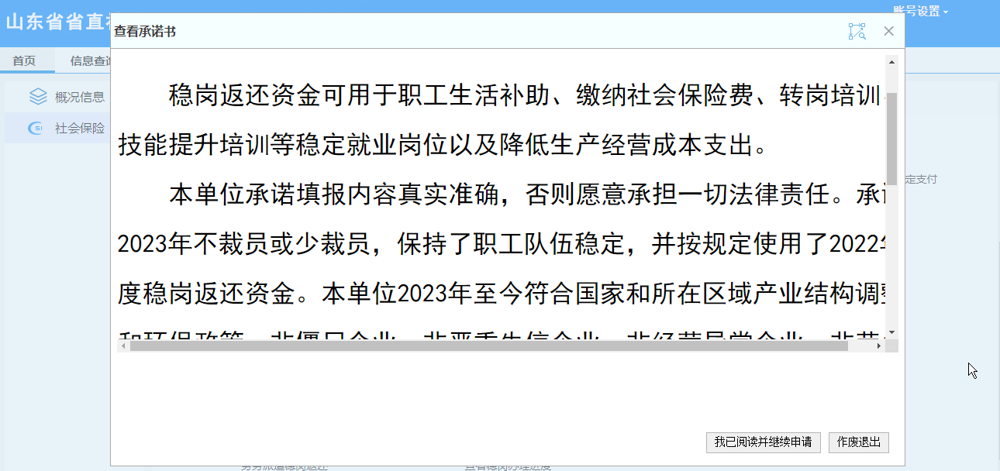 山东省省直
账号设置
查看承诺书
首页
信息查询
概况信息
社会保险
稳岗返还资金可用于职工生活补助、缴纳社会保险费、转岗培训
技能提升培训等稳定就业岗位以及降低生产经营成本支出。
本单位承诺填报内容真实准确，否则愿意承担一切法律责任。承
2023年不裁员或少裁员，保持了职工队伍稳定，并按规定使用了2022年
度稳岗返还资金。本单位2023年至今符合国家和所在区域产业结构调整
和环保政策，非僵尸企业、非严重失信企业、非经营异常企业、非劳
定支付
我已阅读并继续申请
作废退出
劳务派遣稳岗返还
查看稳岗办理进度